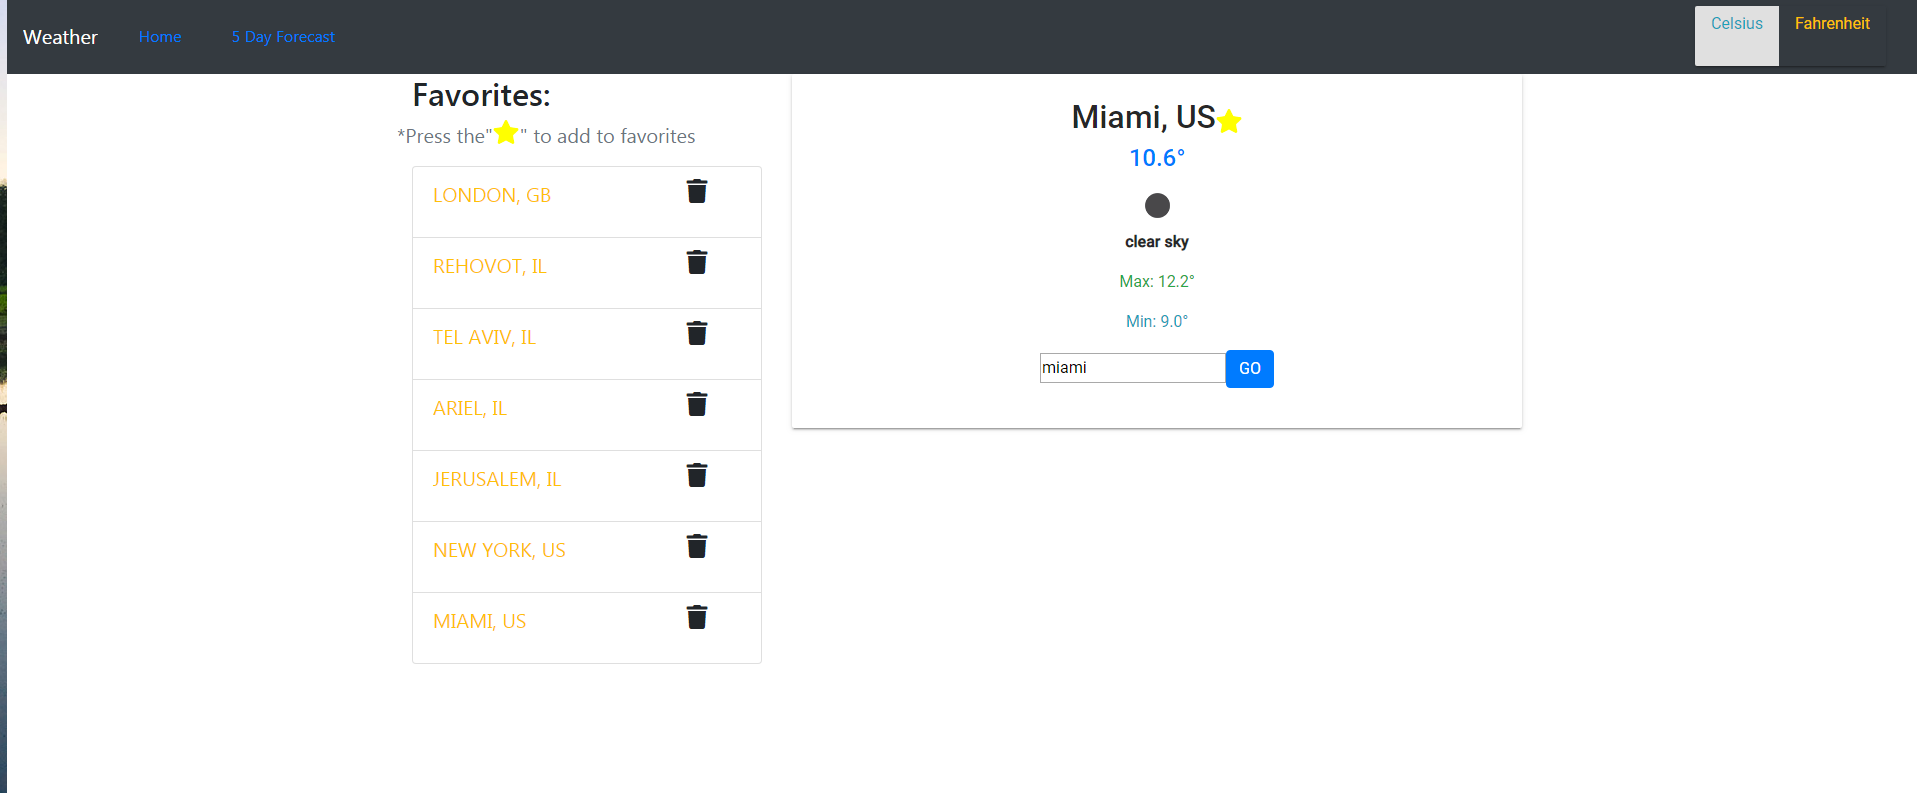 Weather Home 5 Day Forecast Celsius Fahrenheit
Favorites:
*Press the"" to add to favorites
LONDON, GB
REHOVOT, IL
TEL AVIV, IL
ARIEL, IL
JERUSALEM, IL
NEW YORK, US
MIAMI, US
Miami, US
10.6°
clear sky
Max: 12.2°
Min: 9.0°
miami GO